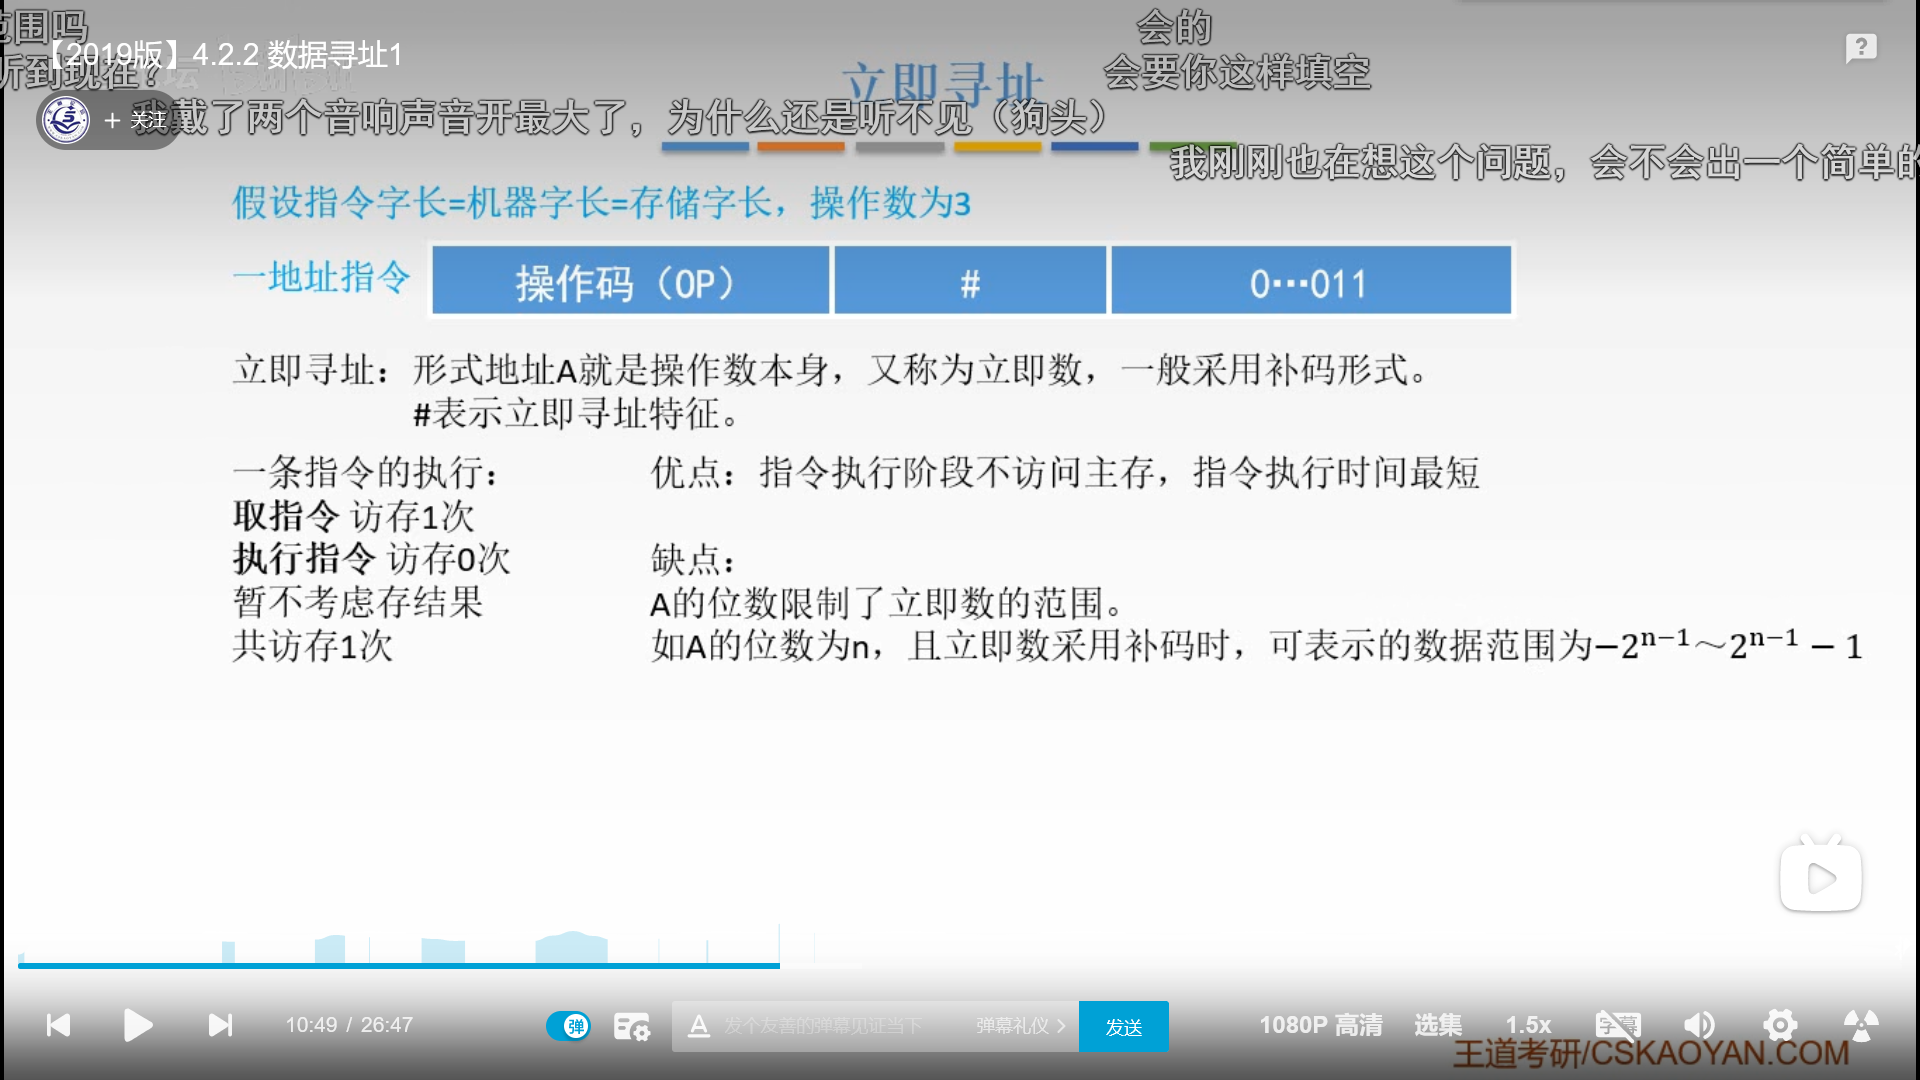 范围吗
会的
【2019版】4.2.2 数据寻址1
听到现在？
会要你这样填空
立即寻址
+ 关注
我戴了两个音响声音开最大了，为什么还是听不见（狗头）
我刚刚也在想这个问题，会不会出一个简单的
假设指令字长=机器字长=存储字长，操作数为3
一地址指令 操作码（OP） # 0…011
立即寻址：形式地址A就是操作数本身，又称为立即数，一般采用补码形式。
#表示立即寻址特征。
一条指令的执行：
取指令 访存1次
执行指令 访存0次
暂不考虑存结果
共访存1次
优点：指令执行阶段不访问主存，指令执行时间最短
缺点：
A的位数限制了立即数的范围。
如A的位数为n，且立即数采用补码时，可表示的数据范围为−2ⁿ⁻¹～2ⁿ⁻¹ − 1
10:49 / 26:47
弹
发个友善的弹幕见证当下
弹幕礼仪 >
发送
1080P 高清
选集
1.5x
字幕
王道考研/CSKAOYAN.COM